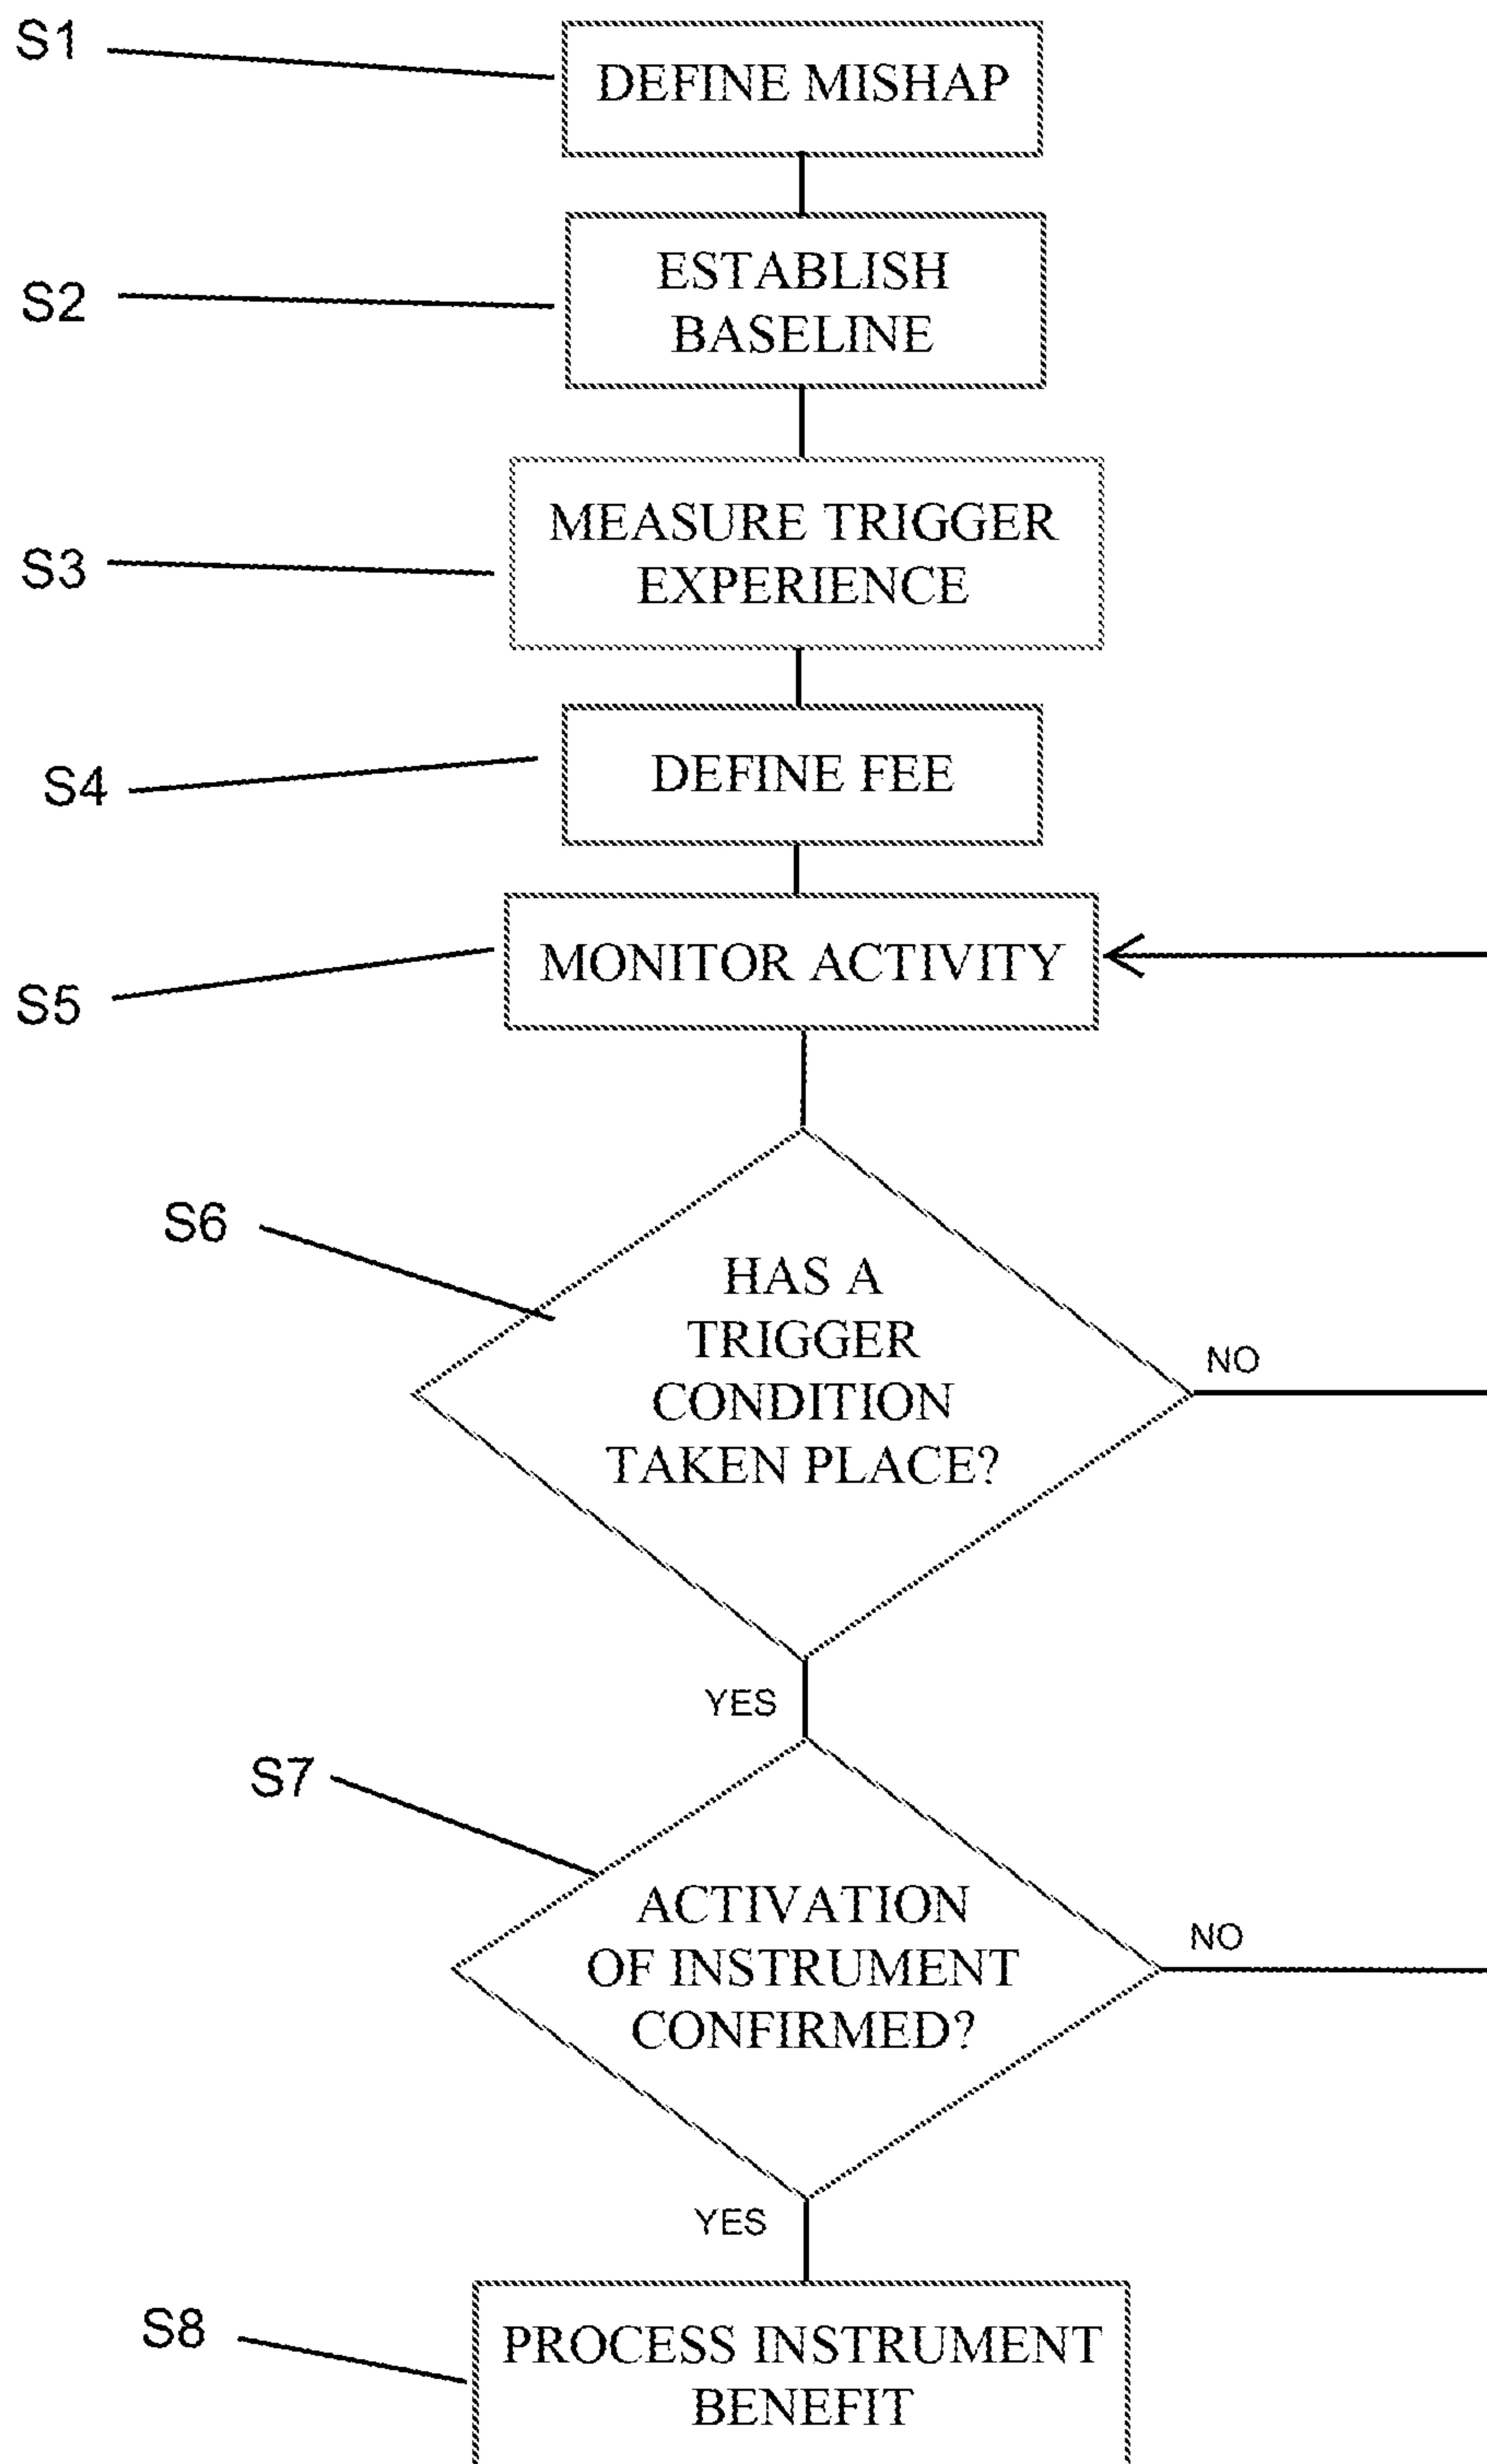 S1
DEFINE MISHAP
S2
ESTABLISH
BASELINE
S3
MEASURE TRIGGER
EXPERIENCE
S4
DEFINE FEE
S5
MONITOR ACTIVITY
S6
HAS A
TRIGGER
CONDITION
TAKEN PLACE?
NO
YES
S7
ACTIVATION
OF INSTRUMENT
CONFIRMED?
NO
YES
S8
PROCESS INSTRUMENT
BENEFIT